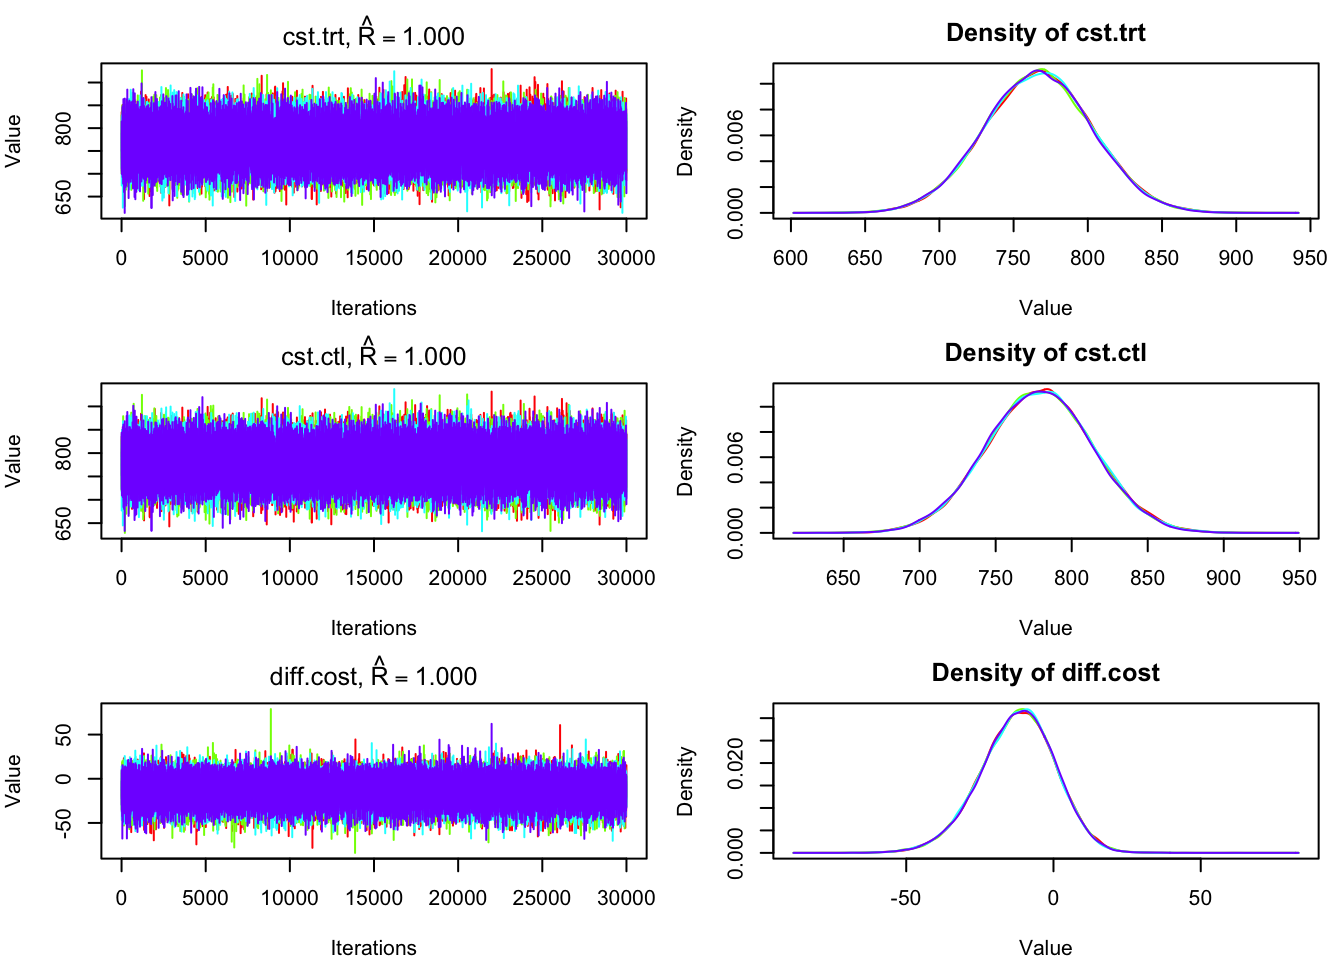 cst.trt, R̂ = 1.000
Value
650
800
0 5000 10000 15000 20000 25000 30000
Iterations
Density of cst.trt
Density
0.000
0.006
600 650 700 750 800 850 900 950
Value
cst.ctl, R̂ = 1.000
Value
650
800
0 5000 10000 15000 20000 25000 30000
Iterations
Density of cst.ctl
Density
0.000
0.006
650 700 750 800 850 900 950
Value
diff.cost, R̂ = 1.000
Value
-50
0
50
0 5000 10000 15000 20000 25000 30000
Iterations
Density of diff.cost
Density
0.000
0.020
-50 0 50
Value